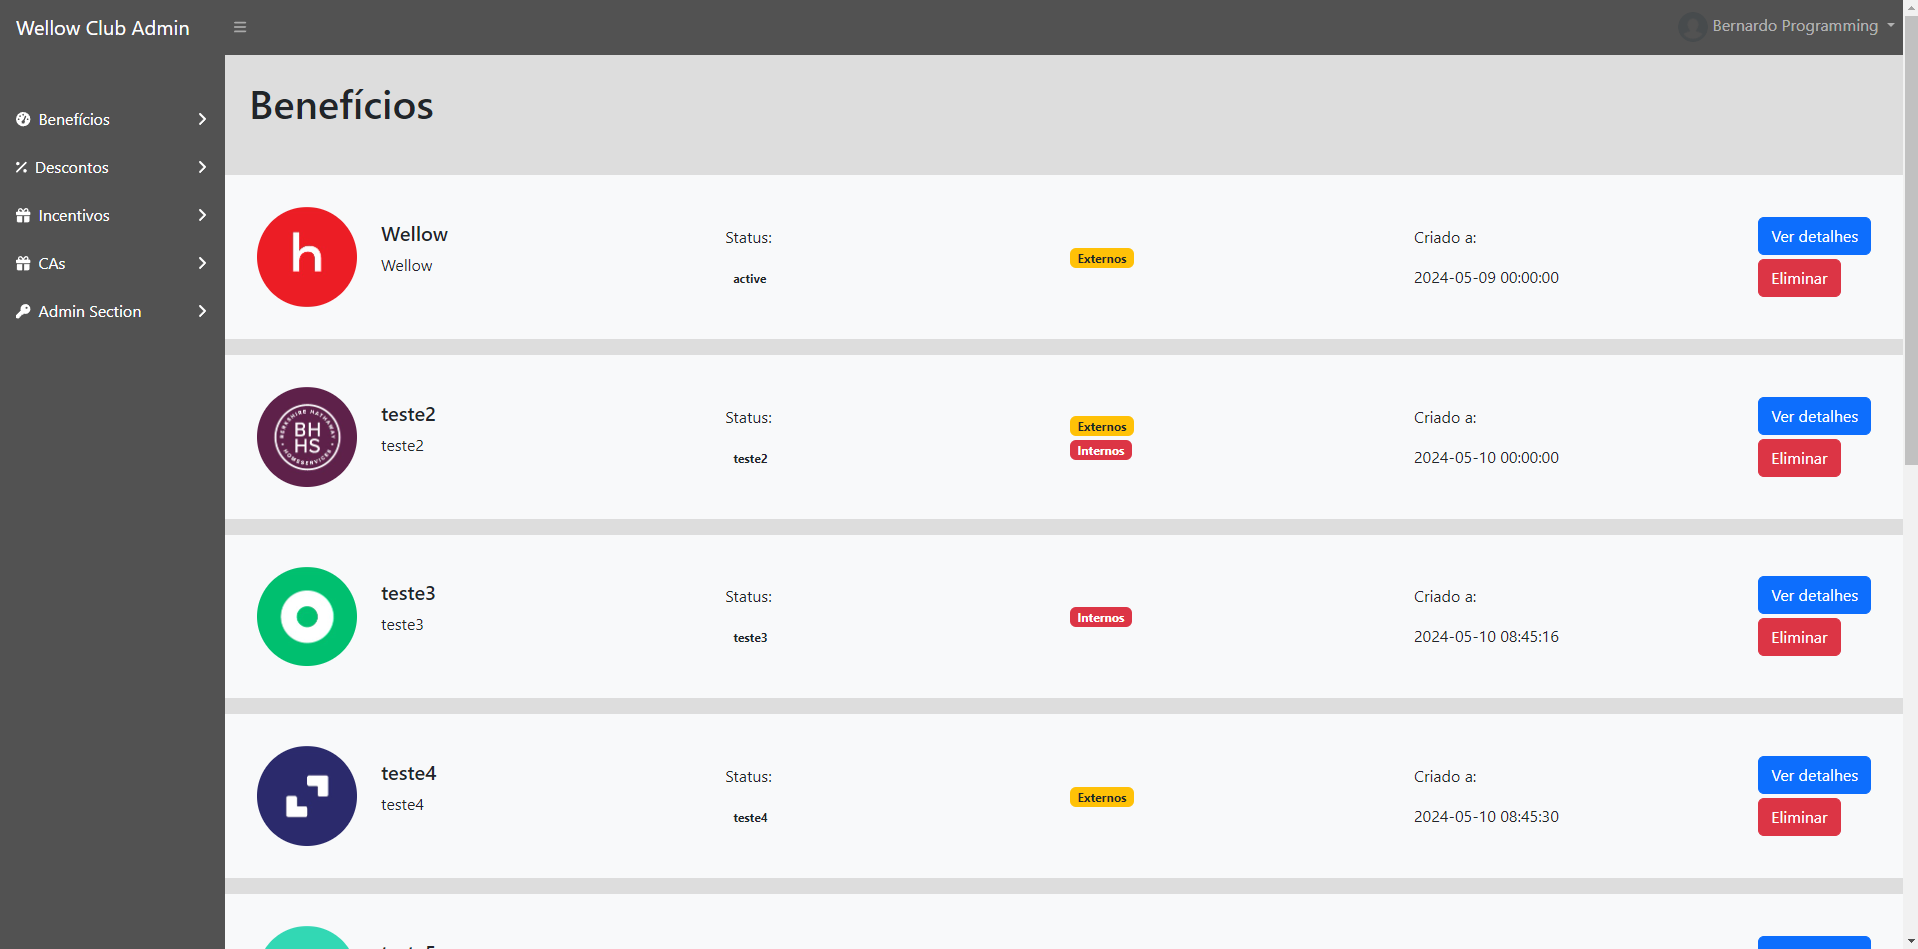 Wellow Club Admin
Bernardo Programming
Benefícios
Descontos
Incentivos
CAs
Admin Section
Benefícios
h
Wellow
Wellow
Status:
active
Externos
Criado a:
2024-05-09 00:00:00
Ver detalhes
Eliminar
BERKSHIRE HATHAWAY
BH
HS
HOMESERVICES
teste2
teste2
Status:
teste2
Externos
Internos
Criado a:
2024-05-10 00:00:00
Ver detalhes
Eliminar
teste3
teste3
Status:
teste3
Internos
Criado a:
2024-05-10 08:45:16
Ver detalhes
Eliminar
teste4
teste4
Status:
teste4
Externos
Criado a:
2024-05-10 08:45:30
Ver detalhes
Eliminar